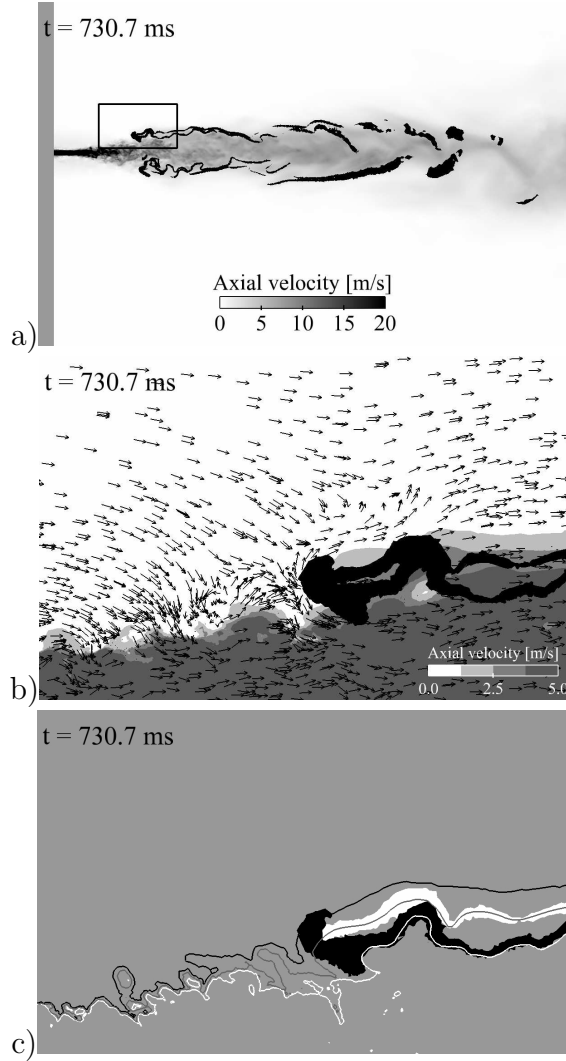 t = 730.7 ms
Axial velocity [m/s]
0 5 10 15 20
a)
t = 730.7 ms
Axial velocity [m/s]
0.0 2.5 5.0
b)
t = 730.7 ms
c)